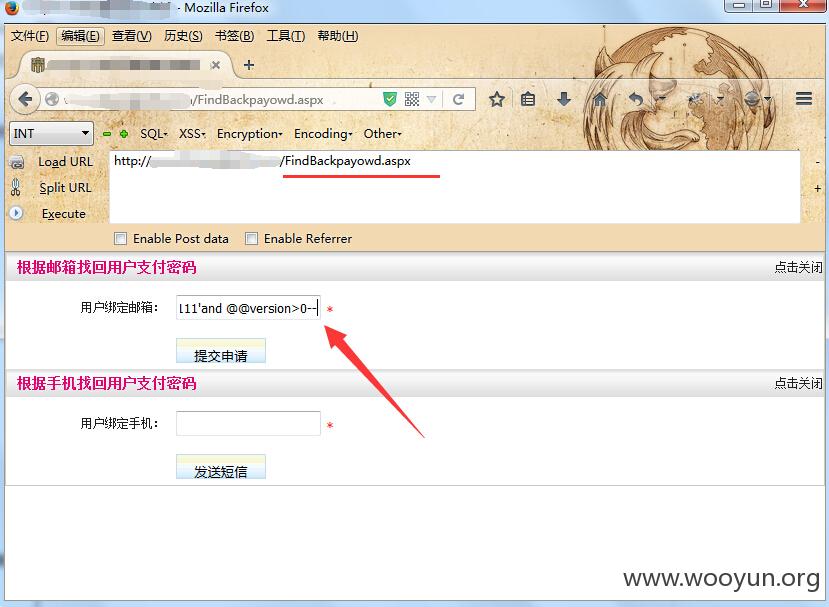 - Mozilla Firefox
文件(F) 编辑(E) 查看(V) 历史(S) 书签(B) 工具(T) 帮助(H)
/FindBackpayowd.aspx
INT SQL XSS Encryption Encoding Other
Load URL http:// /FindBackpayowd.aspx
Split URL
Execute
Enable Post data Enable Referrer
根据邮箱找回用户支付密码 点击关闭
用户绑定邮箱: 111'and @@version>0-- *
提交申请
根据手机找回用户支付密码 点击关闭
用户绑定手机: *
发送短信
www.wooyun.org